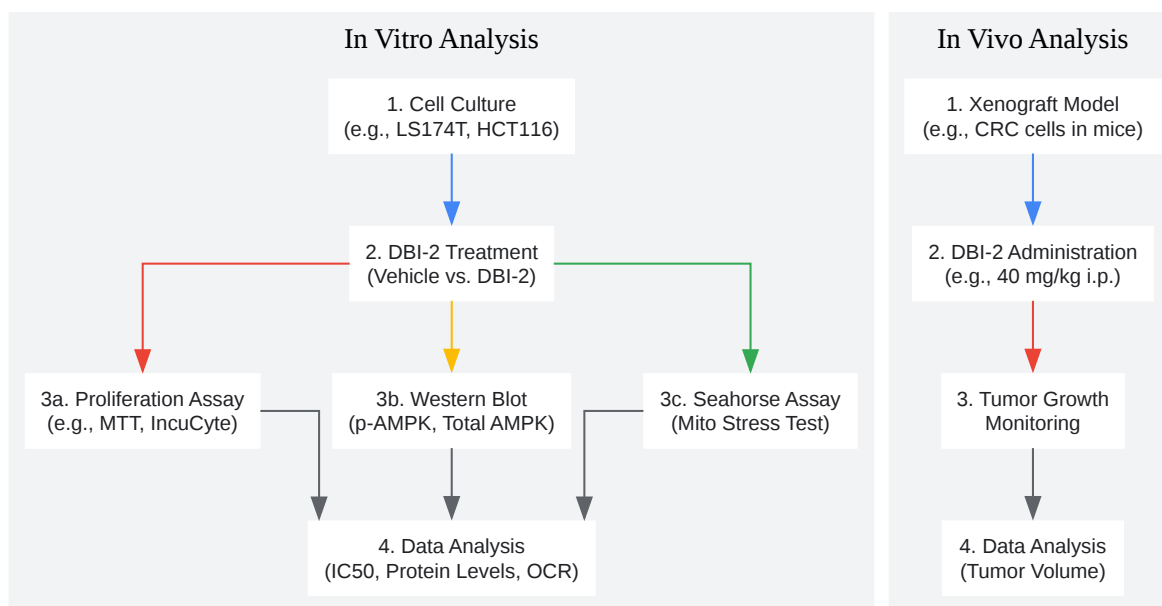 In Vitro Analysis
1. Cell Culture
(e.g., LS174T, HCT116)
2. DBI-2 Treatment
(Vehicle vs. DBI-2)
3a. Proliferation Assay
(e.g., MTT, IncuCyte)
3b. Western Blot
(p-AMPK, Total AMPK)
3c. Seahorse Assay
(Mito Stress Test)
4. Data Analysis
(IC50, Protein Levels, OCR)
In Vivo Analysis
1. Xenograft Model
(e.g., CRC cells in mice)
2. DBI-2 Administration
(e.g., 40 mg/kg i.p.)
3. Tumor Growth
Monitoring
4. Data Analysis
(Tumor Volume)